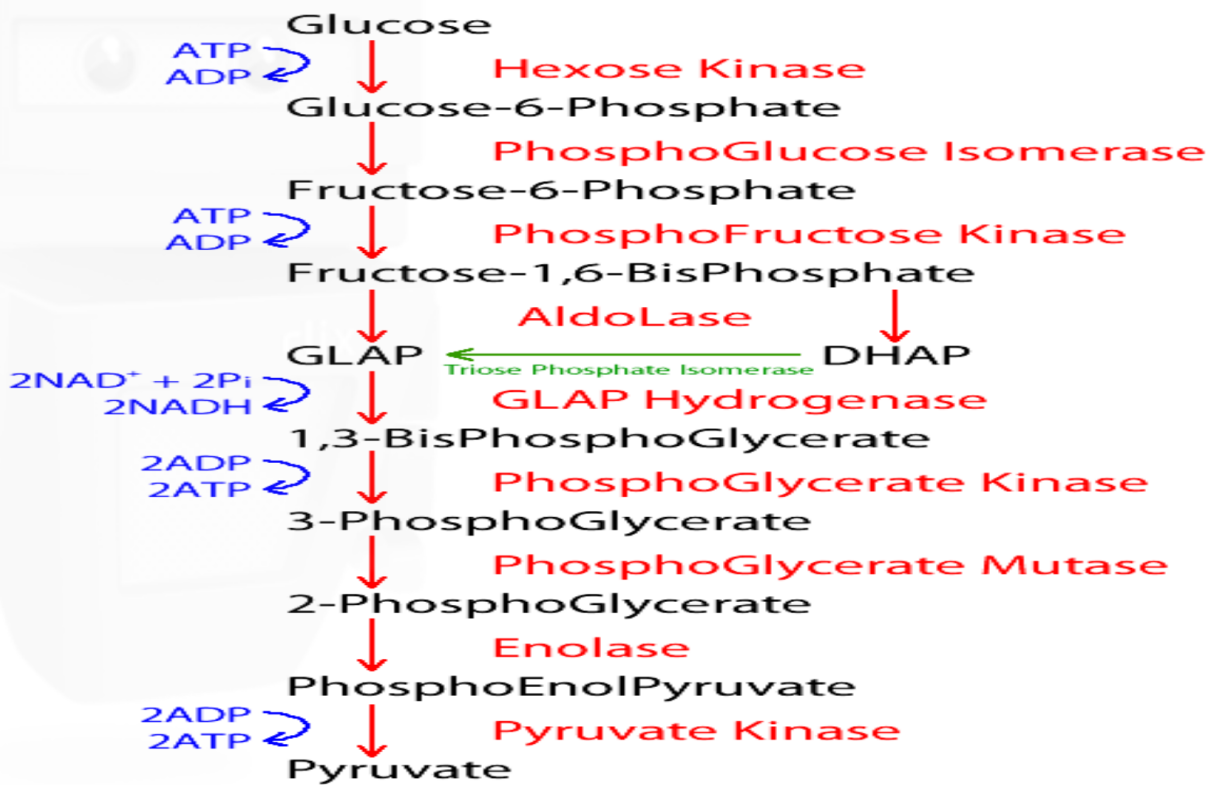 Glucose
ATP
ADP
Hexose Kinase
Glucose-6-Phosphate
PhosphoGlucose Isomerase
Fructose-6-Phosphate
ATP
ADP
PhosphoFructose Kinase
Fructose-1,6-BisPhosphate
AldoLase
GLAP
DHAP
Triose Phosphate Isomerase
2NAD⁺ + 2Pi
2NADH
GLAP Hydrogenase
1,3-BisPhosphoGlycerate
2ADP
2ATP
PhosphoGlycerate Kinase
3-PhosphoGlycerate
PhosphoGlycerate Mutase
2-PhosphoGlycerate
Enolase
PhosphoEnolPyruvate
2ADP
2ATP
Pyruvate Kinase
Pyruvate